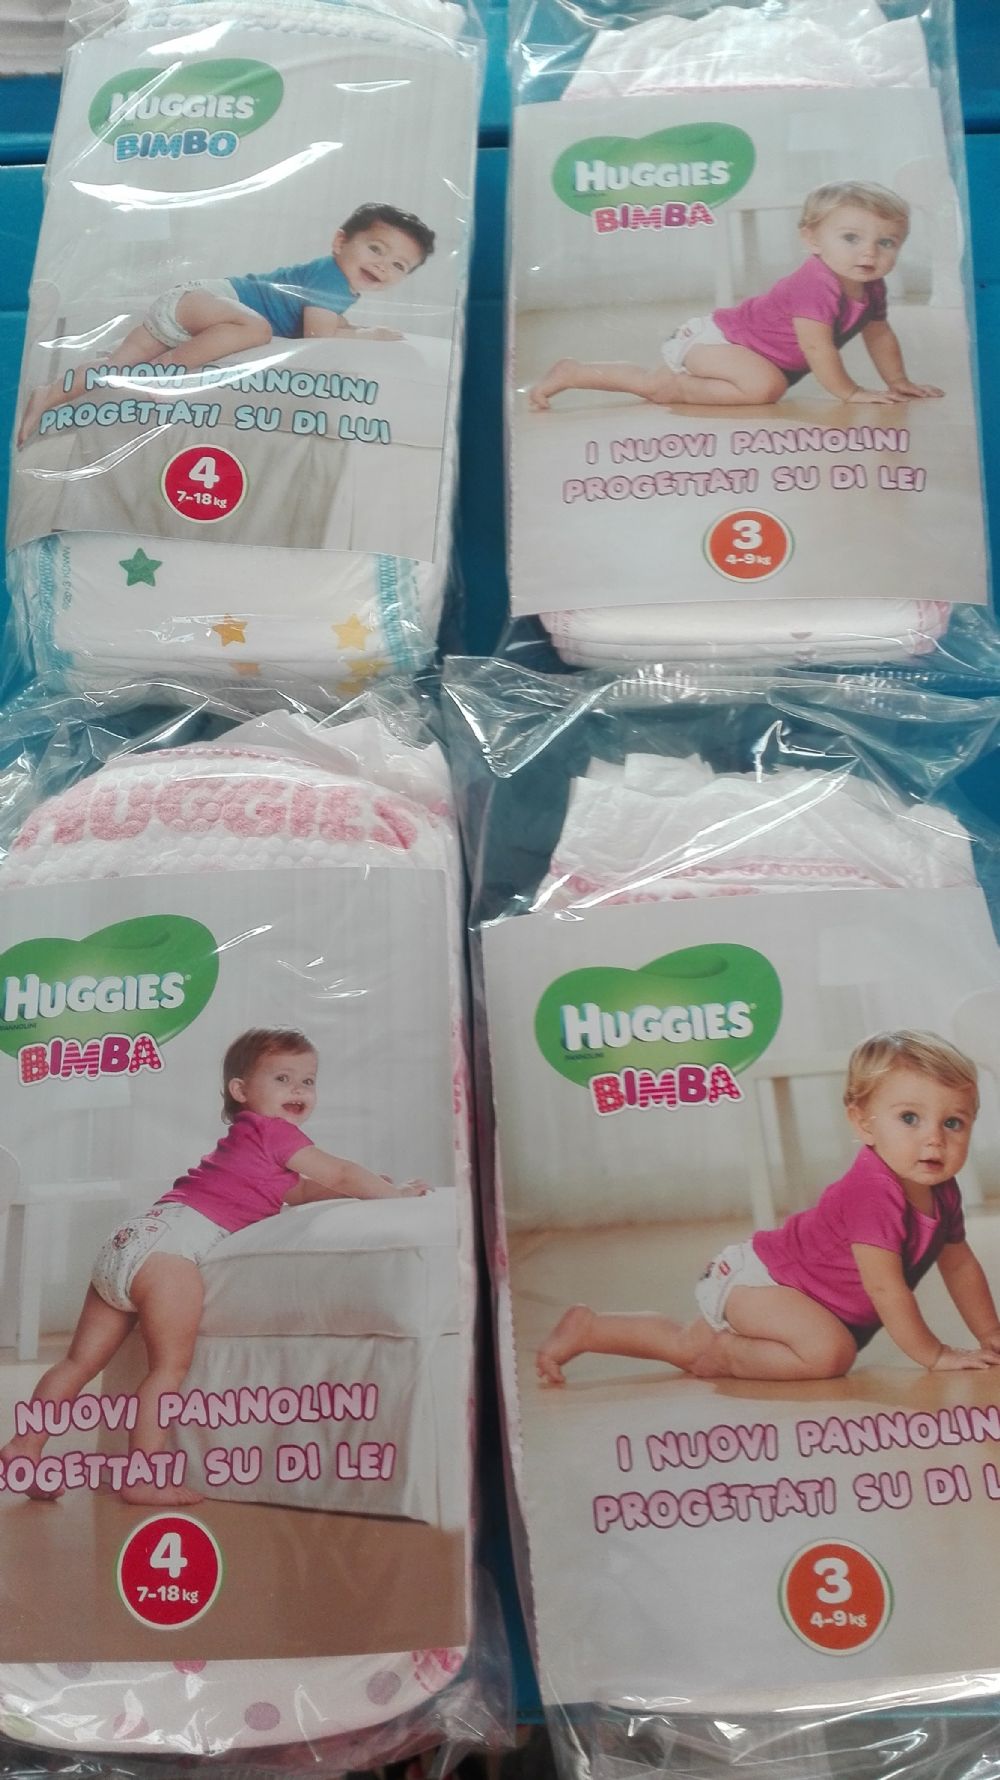 HUGGIES
BIMBO
I NUOVI PANNOLINI
PROGETTATI SU DI LUI
4
7-18 kg
HUGGIES
BIMBA
I NUOVI PANNOLINI
PROGETTATI SU DI LEI
3
4-9 kg
HUGGIES
HUGGIES
PANNOLINI
BIMBA
NUOVI PANNOLINI
ROGETTATI SU DI LEI
4
7-18 kg
HUGGIES
PANNOLINI
BIMBA
I NUOVI PANNOLIN
PROGETTATI SU DI L
3
4-9 kg